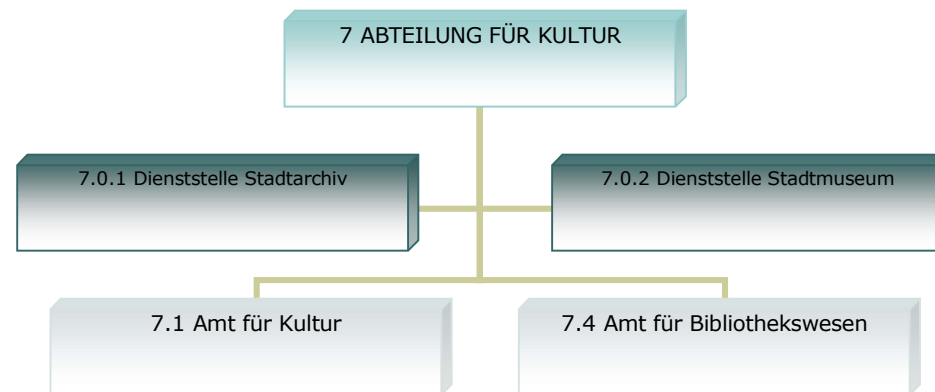 7 ABTEILUNG FÜR KULTUR
7.0.1 Dienststelle Stadtarchiv
7.0.2 Dienststelle Stadtmuseum
7.1 Amt für Kultur
7.4 Amt für Bibliothekswesen